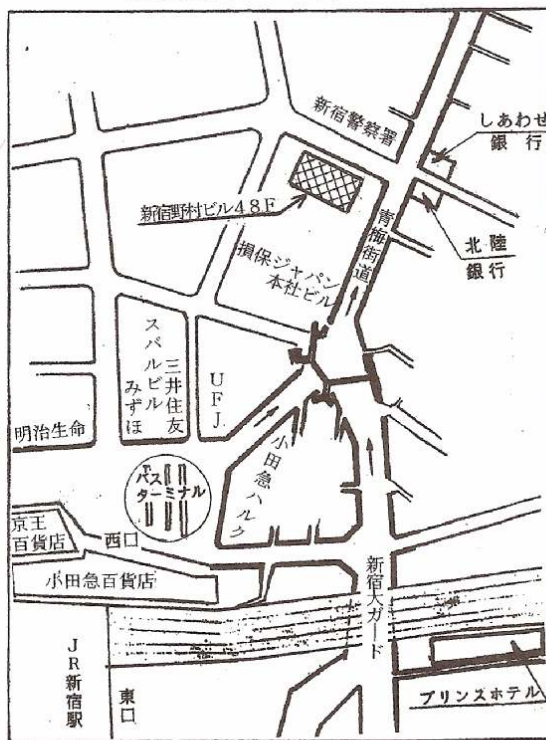 新宿警察署
しあわせ
銀行
新宿野村ビル48F
青梅街道
北陸
銀行
損保ジャパン
本社ビル
スバルビル
みずほ
三井住友
UFJ
明治生命
小田急ハルク
バス
ターミナル
京王
百貨店
西口
小田急百貨店
新宿大ガード
JR新宿駅
東口
プリンスホテル